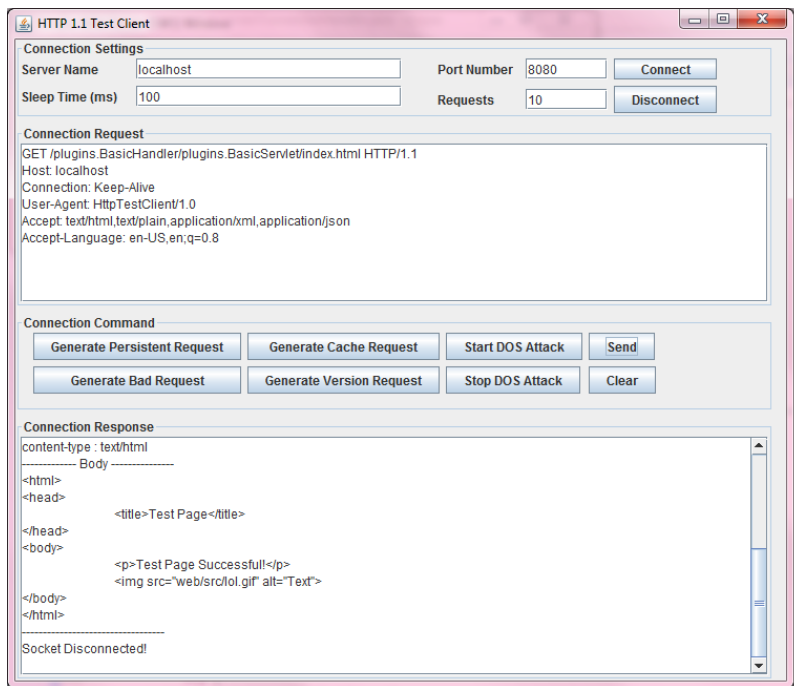 HTTP 1.1 Test Client
Connection Settings
Server Name localhost Port Number 8080 Connect
Sleep Time (ms) 100 Requests 10 Disconnect
Connection Request
GET /plugins.BasicHandler/plugins.BasicServlet/index.html HTTP/1.1
Host: localhost
Connection: Keep-Alive
User-Agent: HttpTestClient/1.0
Accept: text/html,text/plain,application/xml,application/json
Accept-Language: en-US,en;q=0.8
Connection Command
Generate Persistent Request Generate Cache Request Start DOS Attack Send
Generate Bad Request Generate Version Request Stop DOS Attack Clear
Connection Response
content-type : text/html
------------- Body ---------------
<html>
<head>
<title>Test Page</title>
</head>
<body>
<p>Test Page Successful!</p>
<img src="web/src/lol.gif" alt="Text">
</body>
</html>
----------------------------------
Socket Disconnected!